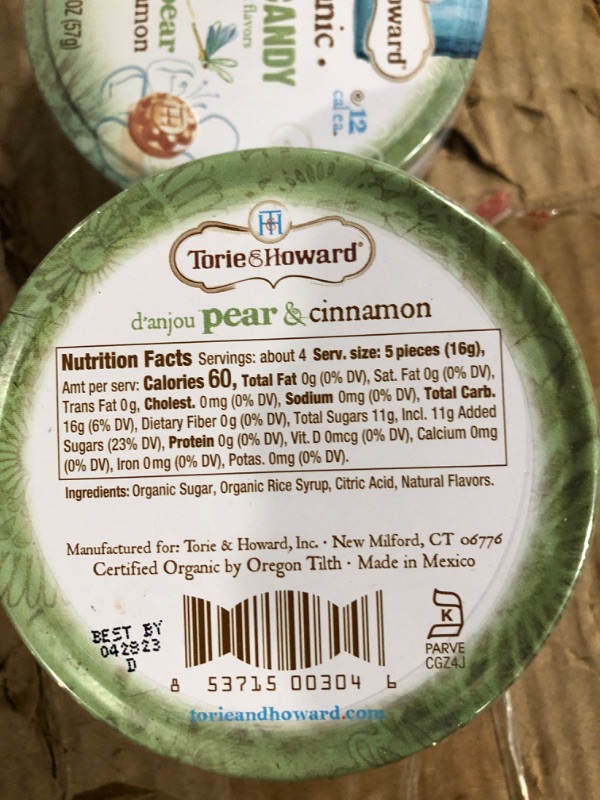 oward®
nic •
12
cal ea.
CANDY
flavors
ear
mon
OZ (57g)
TH
Torie&Howard®
d'anjou pear & cinnamon
Nutrition Facts Servings: about 4 Serv. size: 5 pieces (16g),
Amt per serv: Calories 60, Total Fat 0g (0% DV), Sat. Fat 0g (0% DV),
Trans Fat 0g, Cholest. 0mg (0% DV), Sodium 0mg (0% DV), Total Carb.
16g (6% DV), Dietary Fiber 0g (0% DV), Total Sugars 11g, Incl. 11g Added
Sugars (23% DV), Protein 0g (0% DV), Vit. D 0mcg (0% DV), Calcium 0mg
(0% DV), Iron 0mg (0% DV), Potas. 0mg (0% DV).
Ingredients: Organic Sugar, Organic Rice Syrup, Citric Acid, Natural Flavors.
Manufactured for: Torie & Howard, Inc. · New Milford, CT 06776
Certified Organic by Oregon Tilth · Made in Mexico
BEST BY
042823
D
8 53715 00304 6
K
PARVE
CGZ4J
torieandhoward.com